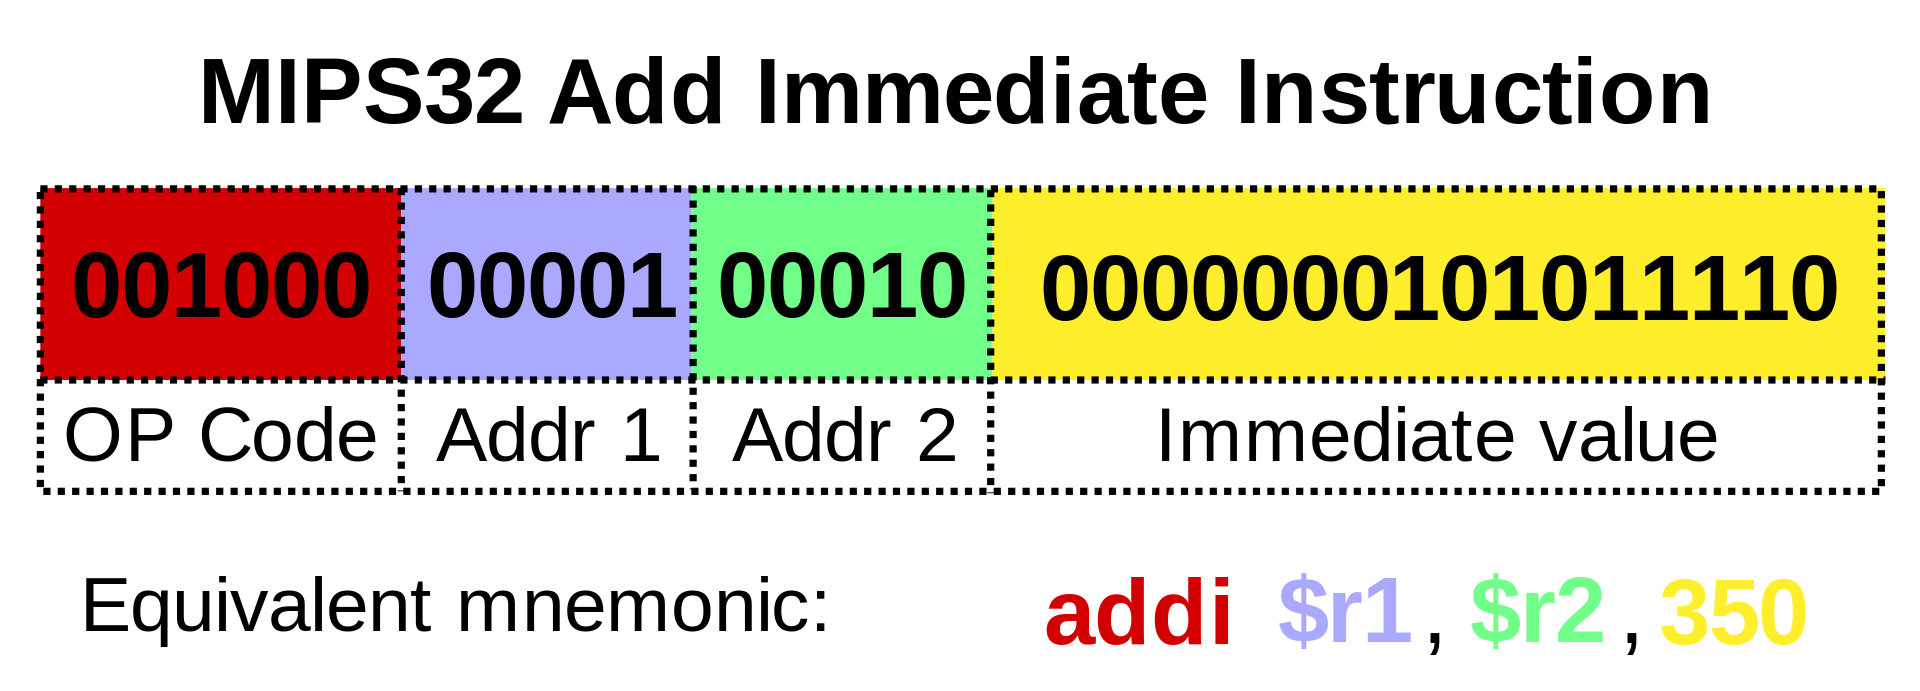 MIPS32 Add Immediate Instruction
001000 00001 00010 0000000101011110
OP Code Addr 1 Addr 2 Immediate value
Equivalent mnemonic: addi $r1 , $r2 , 350